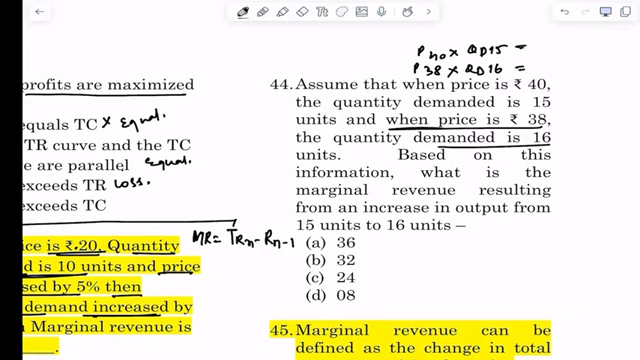 P 40 x QD15 =
P 38 x QD16 =
profits are maximized
equals TC x equal.
TR curve and the TC
e are parallel equal.
exceeds TR Loss.
exceeds TC
MR = TRn - Rn-1
ice is ₹.20, Quantity
d is 10 units and price
sed by 5% then
demand increased by
Marginal revenue is
44. Assume that when price is ₹ 40,
the quantity demanded is 15
units and when price is ₹ 38,
the quantity demanded is 16
units. Based on this
information, what is the
marginal revenue resulting
from an increase in output from
15 units to 16 units –
(a) 36
(b) 32
(c) 24
(d) 08
45. Marginal revenue can be
defined as the change in total